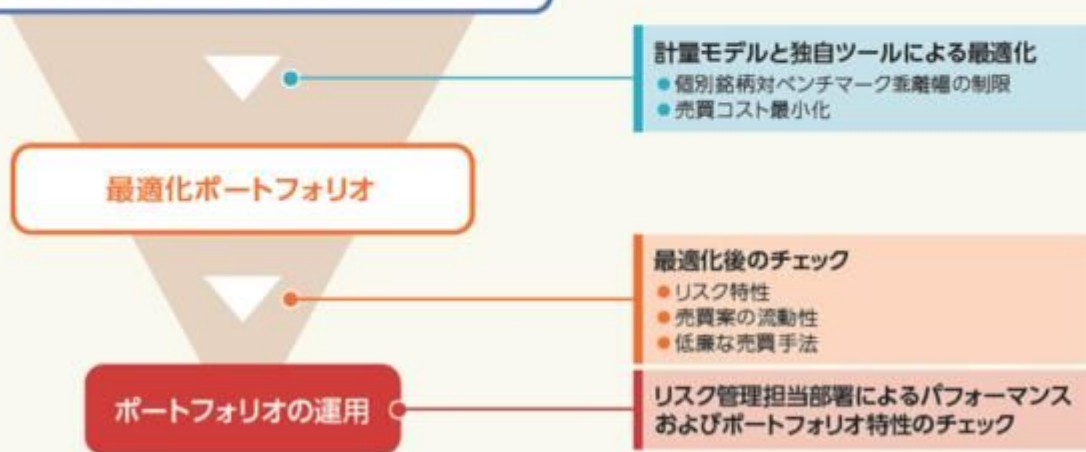 計量モデルと独自ツールによる最適化
●個別銘柄対ベンチマーク乖離幅の制限
●売買コスト最小化
最適化ポートフォリオ
最適化後のチェック
●リスク特性
●売買案の流動性
●低廉な売買手法
ポートフォリオの運用
リスク管理担当部署によるパフォーマンス
およびポートフォリオ特性のチェック